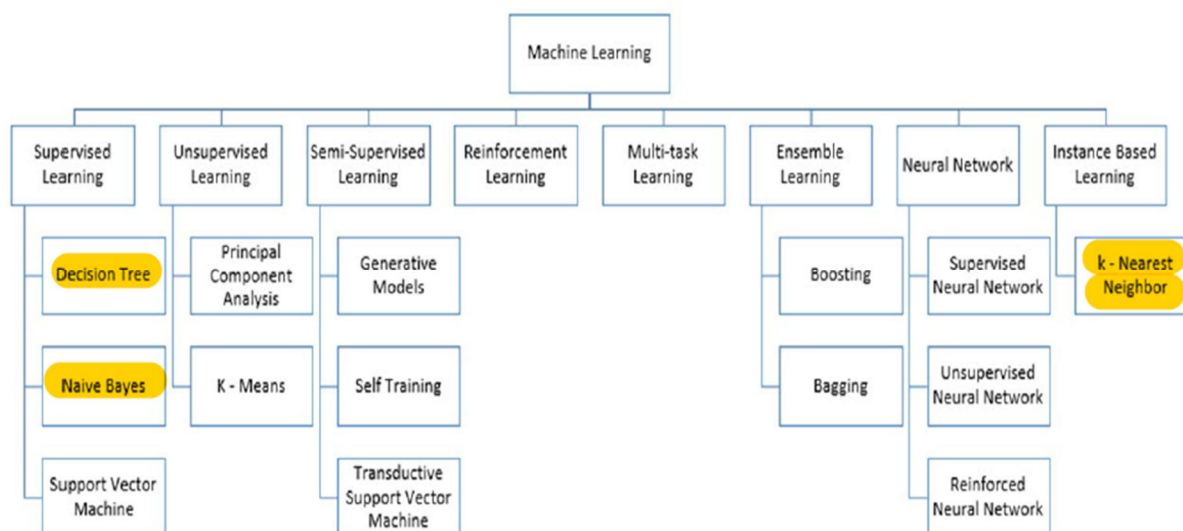 Machine Learning
Supervised
Learning
Unsupervised
Learning
Semi-Supervised
Learning
Reinforcement
Learning
Multi-task
Learning
Ensemble
Learning
Neural Network
Instance Based
Learning
Decision Tree
Principal
Component
Analysis
Generative
Models
Boosting
Supervised
Neural Network
k - Nearest
Neighbor
Naive Bayes
K - Means
Self Training
Bagging
Unsupervised
Neural Network
Support Vector
Machine
Transductive
Support Vector
Machine
Reinforced
Neural Network